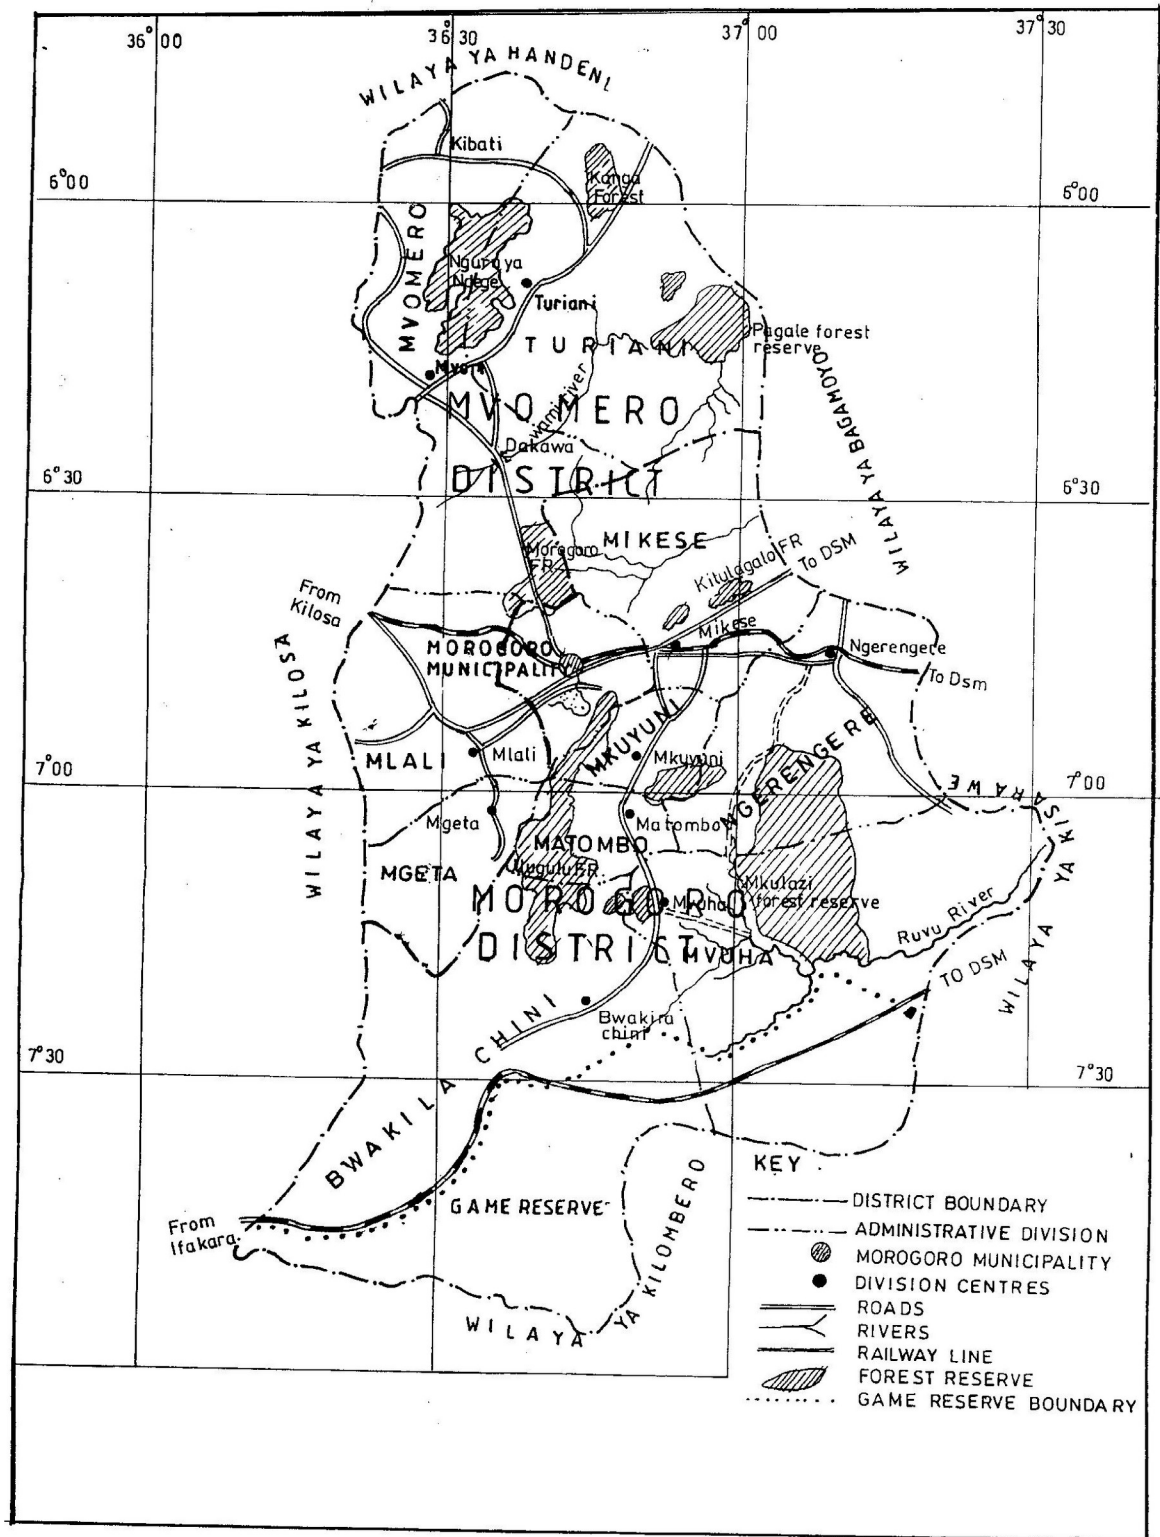 36°00
36°30
37°00
37°30
WILAYA YA HANDENI
Kibati
6°00
6°00
Kanga
Forest
MVOMERO
Nguru ya
Ndege
Turiani
TURIANI
Pagale forest
reserve
MVOMERO
Wami River
Dakawa
WILAYA YA BAGAMOYO
6°30
DISTRICT
6°30
MIKESE
Morogoro
FR
Kitulagalo FR
To DSM
From
Kilosa
Mikese
MOROGORO
MUNICIPALITY
Ngerengete
To Dsm
WILAYA YA KILOSA
MKUYUNI
NGERENGERE
MLALI
Mlali
Mkuyuni
7°00
7°00
WILAYA YA KISARAWE
Mgeta
Matombo
MATOMBO
MGETA
FR
Mkulazi
forest reserve
MOROGORO
Mvuha
Ruvu River
DISTRICT
MVUHA
TO DSM
Bwakira
chini
BWAKILA CHINI
7°30
7°30
KEY
GAME RESERVE
From
Ifakara
WILAYA YA KILOMBERO
DISTRICT BOUNDARY
ADMINISTRATIVE DIVISION
MOROGORO MUNICIPALITY
DIVISION CENTRES
ROADS
RIVERS
RAILWAY LINE
FOREST RESERVE
GAME RESERVE BOUNDARY